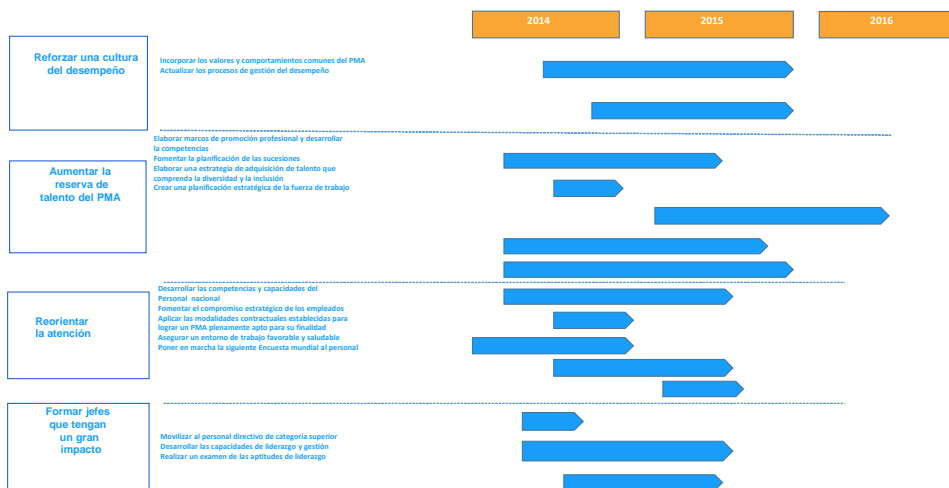 2014
2015
2016
Reforzar una cultura
del desempeño
Incorporar los valores y comportamientos comunes del PMA
Actualizar los procesos de gestión del desempeño
Aumentar la
reserva de
talento del PMA
Elaborar marcos de promoción profesional y desarrollar
la competencias
Fomentar la planificación de las sucesiones
Elaborar una estrategia de adquisición de talento que
comprenda la diversidad y la inclusión
Crear una planificación estratégica de la fuerza de trabajo
Reorientar
la atención
Desarrollar las competencias y capacidades del
Personal nacional
Fomentar el compromiso estratégico de los empleados
Aplicar las modalidades contractuales establecidas para
lograr un PMA plenamente apto para su finalidad
Asegurar un entorno de trabajo favorable y saludable
Poner en marcha la siguiente Encuesta mundial al personal
Formar jefes
que tengan
un gran
impacto
Movilizar al personal directivo de categoría superior
Desarrollar las capacidades de liderazgo y gestión
Realizar un examen de las aptitudes de liderazgo